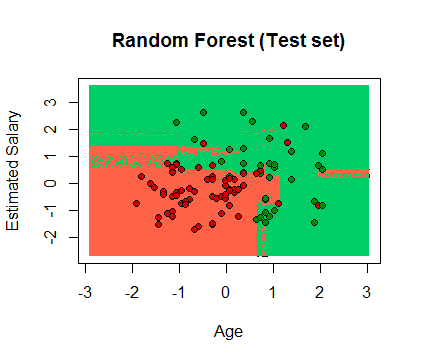 Random Forest (Test set)
Estimated Salary
3
2
1
0
-1
-2
-3 -2 -1 0 1 2 3
Age